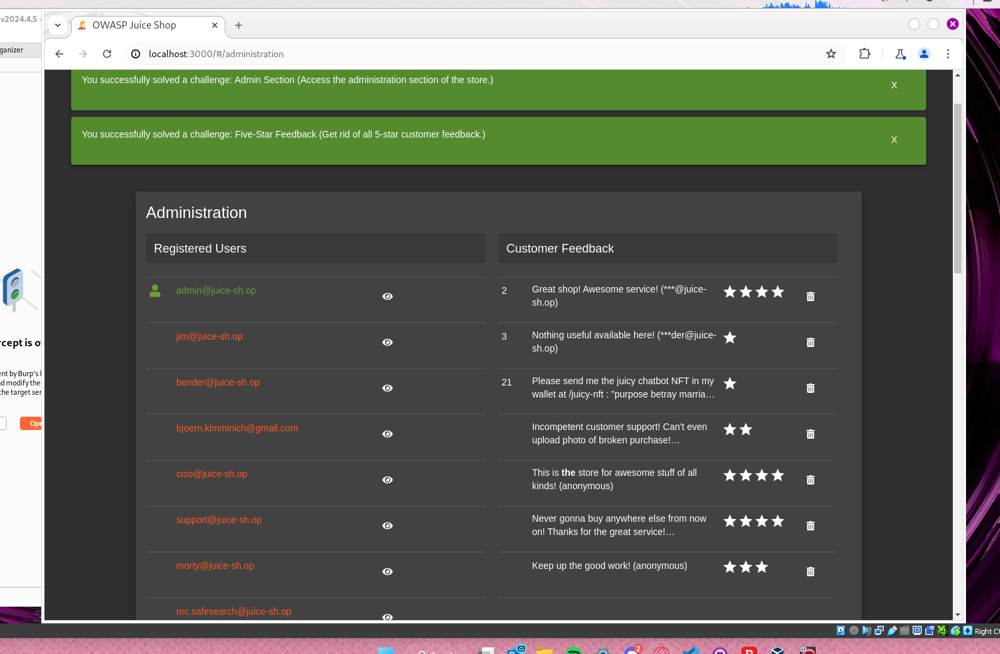 v2024.4.5 -
ganizer
OWASP Juice Shop
localhost:3000/#/administration
You successfully solved a challenge: Admin Section (Access the administration section of the store.)
X
You successfully solved a challenge: Five-Star Feedback (Get rid of all 5-star customer feedback.)
X
Administration
Registered Users
admin@juice-sh.op
jim@juice-sh.op
bender@juice-sh.op
bjoern.kimminich@gmail.com
ciso@juice-sh.op
support@juice-sh.op
morty@juice-sh.op
mc.safesearch@juice-sh.op
Customer Feedback
2
Great shop! Awesome service! (***@juice-
sh.op)
3
Nothing useful available here! (***der@juice-
sh.op)
21
Please send me the juicy chatbot NFT in my
wallet at /juicy-nft : "purpose betray marria…
Incompetent customer support! Can't even
upload photo of broken purchase!…
This is the store for awesome stuff of all
kinds! (anonymous)
Never gonna buy anywhere else from now
on! Thanks for the great service!…
Keep up the good work! (anonymous)
rcept is o
ent by Burp's
d modify the
the target ser
Ope
Right C
2
64